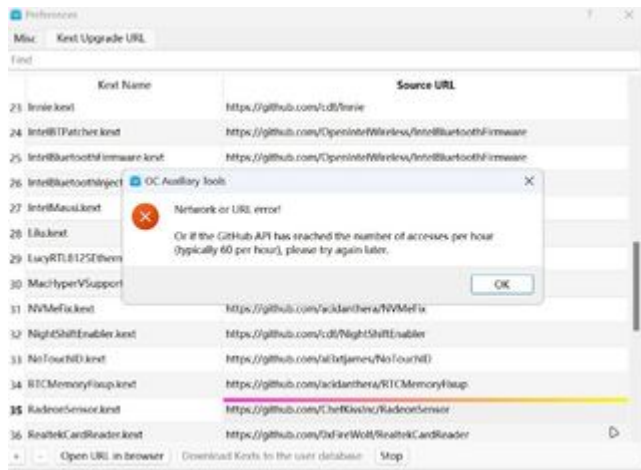 Preferences
Misc Kext Upgrade URL
Find
Kext Name Source URL
23 Innie.kext https://github.com/cdf/Innie
24 IntelBTPatcher.kext https://github.com/OpenIntelWireless/IntelBluetoothFirmware
25 IntelBluetoothFirmware.kext https://github.com/OpenIntelWireless/IntelBluetoothFirmware
26 IntelBluetoothInject
OC Auxiliary Tools
27 IntelMausi.kext
Network or URL error!
28 Lilu.kext
Or if the GitHub API has reached the number of accesses per hour
(typically 60 per hour), please try again later.
29 LucyRTL8125Ethern
30 MacHyperVSupport
OK
31 NVMeFix.kext https://github.com/acidanthera/NVMeFix
32 NightShiftEnabler.kext https://github.com/cdf/NightShiftEnabler
33 NoTouchID.kext https://github.com/al3xtjames/NoTouchID
34 RTCMemoryFixup.kext https://github.com/acidanthera/RTCMemoryFixup
35 RadeonSensor.kext https://github.com/ChefKissInc/RadeonSensor
36 RealtekCardReader.kext https://github.com/0xFireWolf/RealtekCardReader
+ - Open URL in browser Download Kexts to the user database Stop